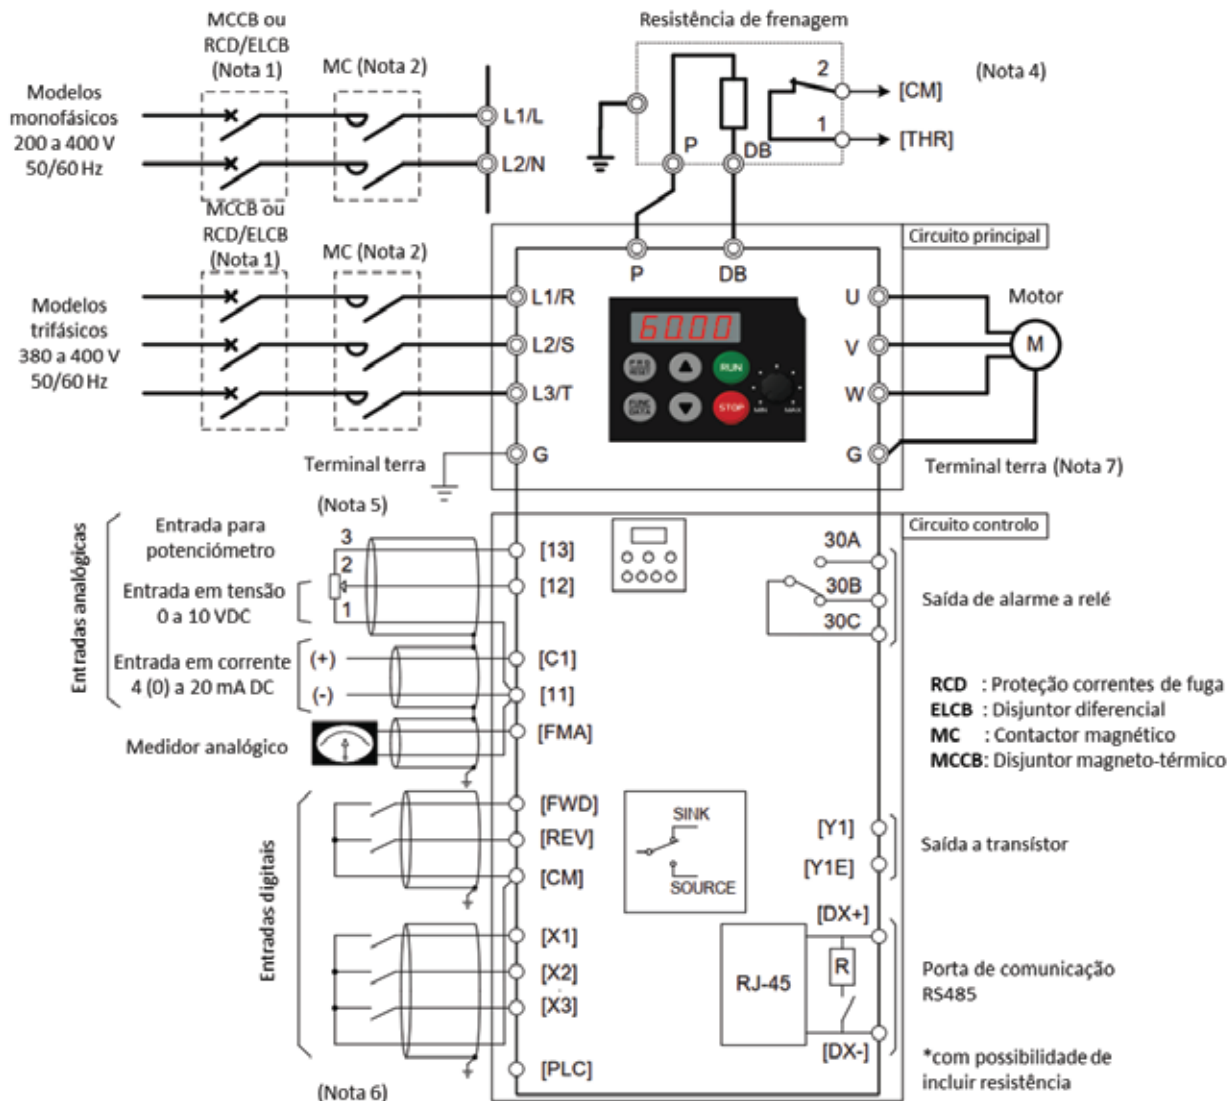 MCCB ou
RCD/ELCB
(Nota 1)
MC (Nota 2)
Modelos
monofásicos
200 a 400 V
50/60 Hz
L1/L
L2/N
Resistência de frenagem
2
1
[CM]
[THR]
(Nota 4)
P
DB
MCCB ou
RCD/ELCB
(Nota 1)
MC (Nota 2)
Modelos
trifásicos
380 a 400 V
50/60 Hz
Circuito principal
P
DB
L1/R
L2/S
L3/T
G
6000
PRG
RESET
RUN
FUNC
DATA
STOP
MIN
MAX
U
V
W
G
Motor
M
Terminal terra
Terminal terra (Nota 7)
(Nota 5)
Circuito controlo
Entradas analógicas
Entrada para
potenciómetro
Entrada em tensão
0 a 10 VDC
3
2
1
Entrada em corrente
4 (0) a 20 mA DC
(+)
(-)
Medidor analógico
[13]
[12]
[C1]
[11]
[FMA]
30A
30B
30C
Saída de alarme a relé
RCD : Proteção correntes de fuga
ELCB : Disjuntor diferencial
MC : Contactor magnético
MCCB: Disjuntor magneto-térmico
Entradas digitais
[FWD]
[REV]
[CM]
[X1]
[X2]
[X3]
[PLC]
(Nota 6)
SINK
SOURCE
[Y1]
[Y1E]
Saída a transístor
[DX+]
RJ-45
R
[DX-]
Porta de comunicação
RS485
*com possibilidade de
incluir resistência